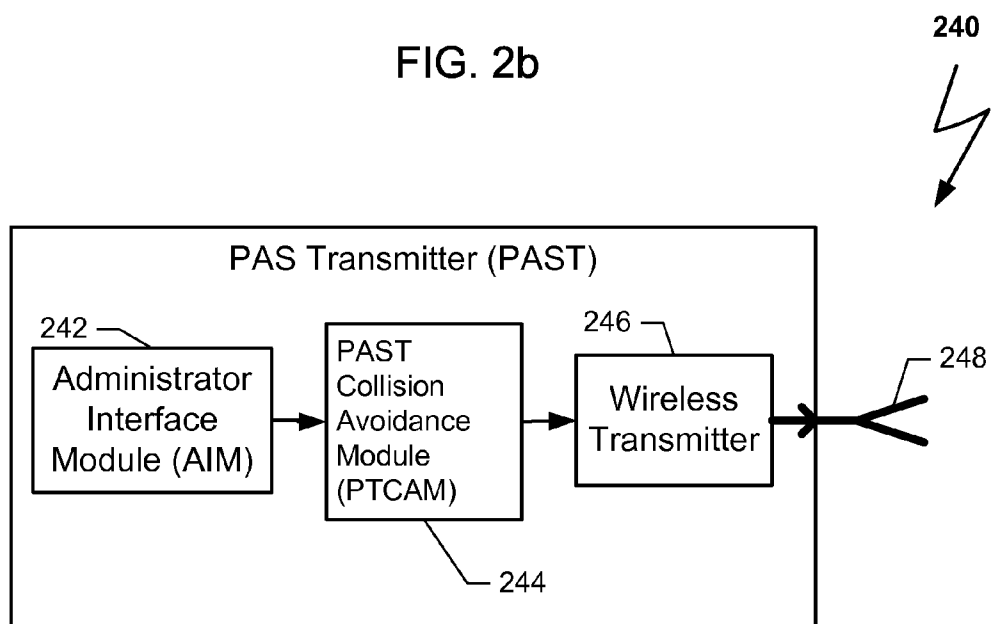 240
FIG. 2b
PAS Transmitter (PAST)
242
Administrator
Interface
Module (AIM)
PAST
Collision
Avoidance
Module
(PTCAM)
244
246
Wireless
Transmitter
248